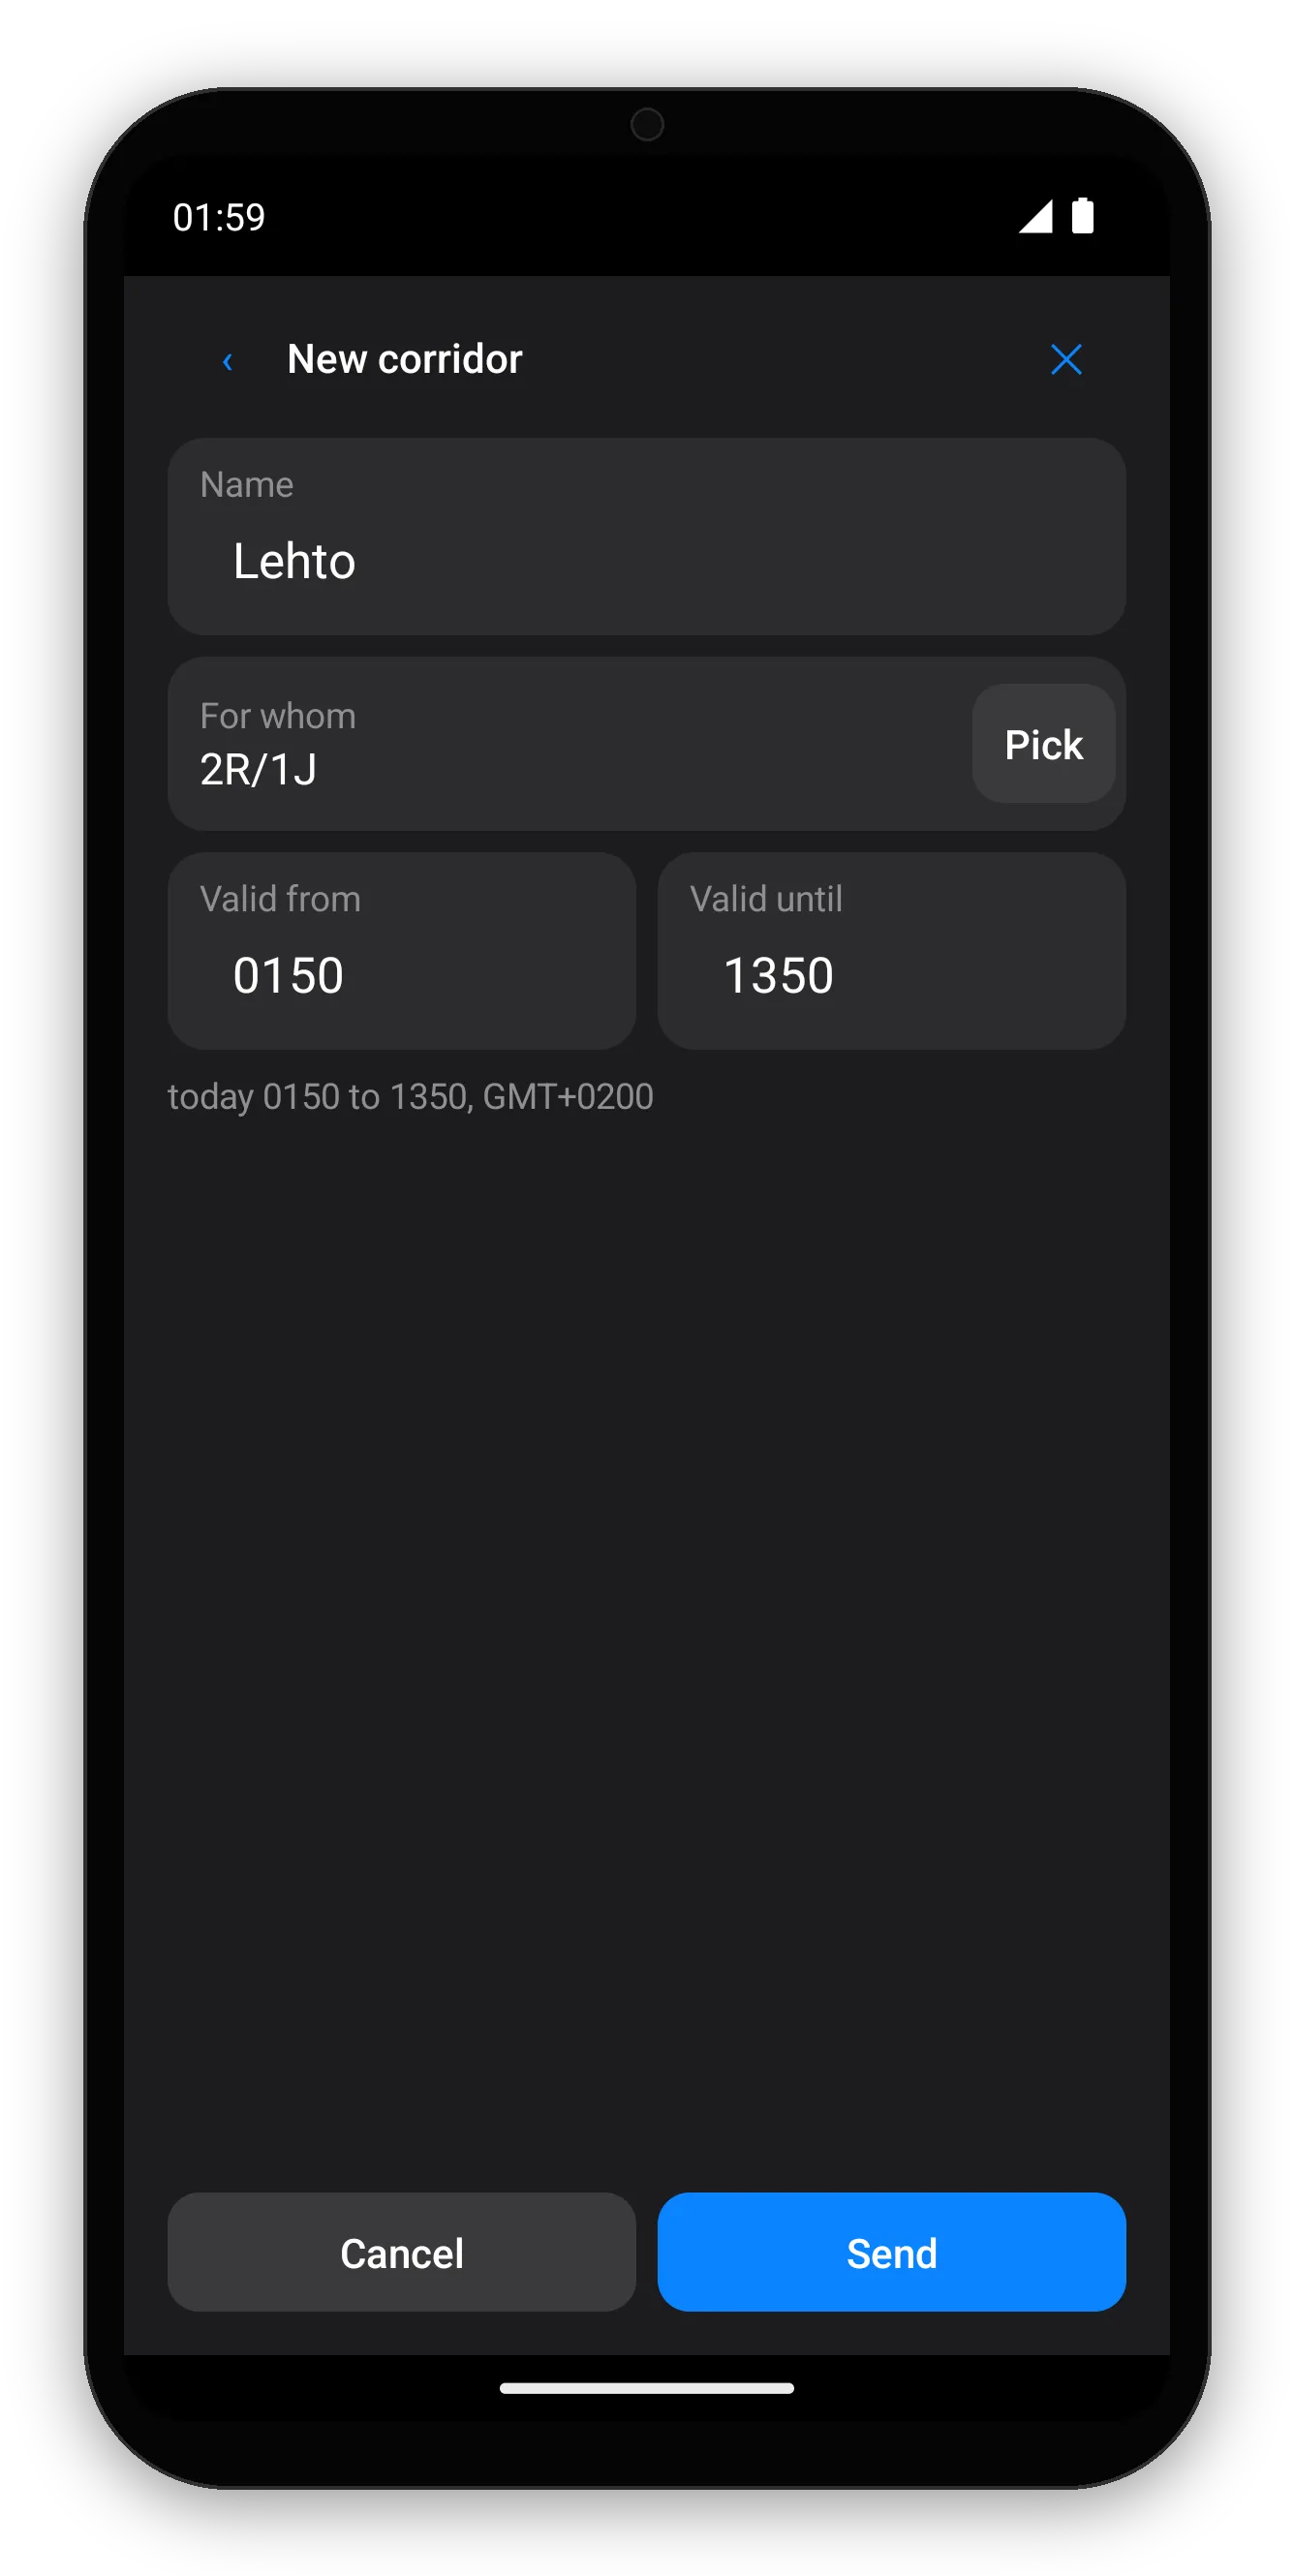 01:59
‹ New corridor
Name
Lehto
For whom
2R/1J
Pick
Valid from
0150
Valid until
1350
today 0150 to 1350, GMT+0200
Cancel
Send